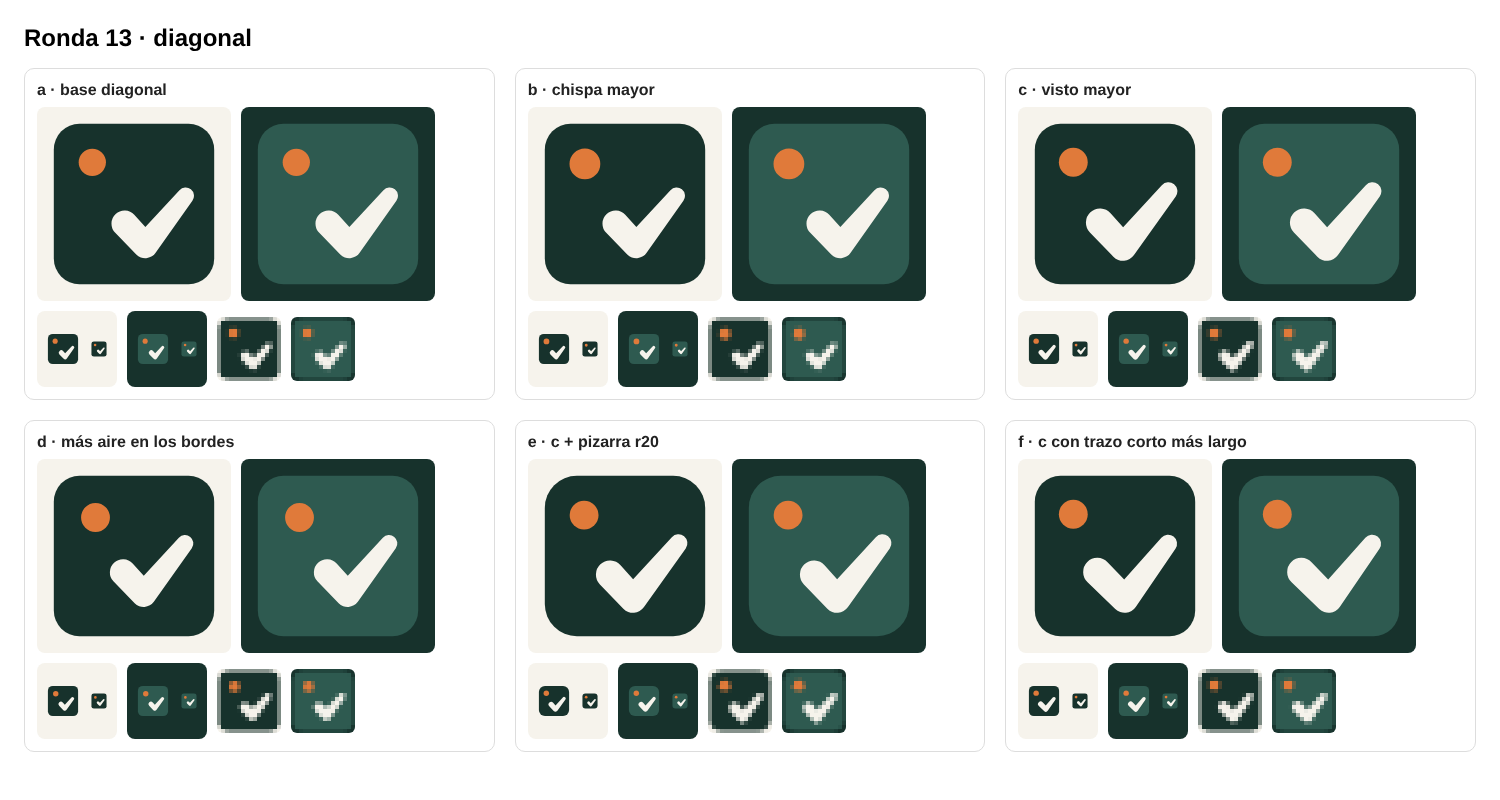 Ronda 13 · diagonal
a · base diagonal
b · chispa mayor
c · visto mayor
d · más aire en los bordes
e · c + pizarra r20
f · c con trazo corto más largo